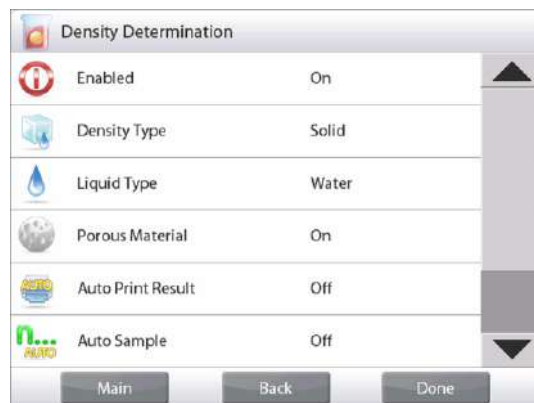 Density Determination
Enabled On
Density Type Solid
Liquid Type Water
Porous Material On
AUTO
Auto Print Result Off
n...
AUTO
Auto Sample Off
Main Back Done